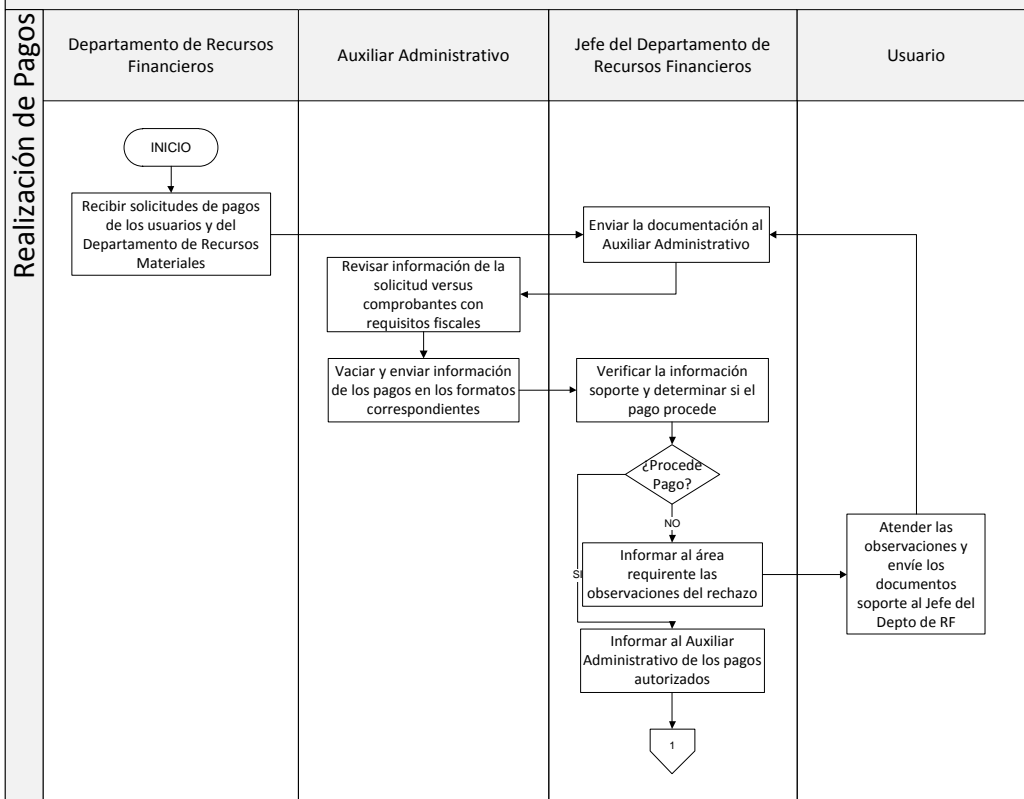 Realización de Pagos
Departamento de Recursos
Financieros
Auxiliar Administrativo
Jefe del Departamento de
Recursos Financieros
Usuario
INICIO
Recibir solicitudes de pagos
de los usuarios y del
Departamento de Recursos
Materiales
Enviar la documentación al
Auxiliar Administrativo
Revisar información de la
solicitud versus
comprobantes con
requisitos fiscales
Vaciar y enviar información
de los pagos en los formatos
correspondientes
Verificar la información
soporte y determinar si el
pago procede
¿Procede
Pago?
NO
SI
Informar al área
requirente las
observaciones del rechazo
Atender las
observaciones y
envíe los
documentos
soporte al Jefe del
Depto de RF
Informar al Auxiliar
Administrativo de los pagos
autorizados
1